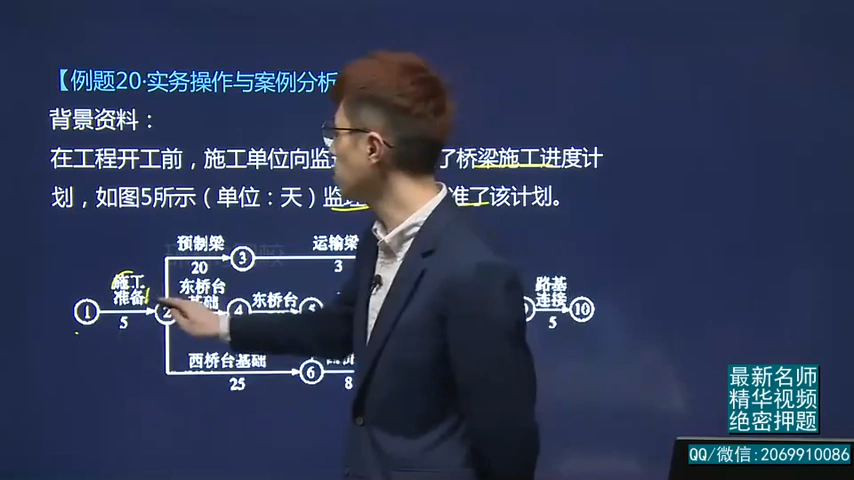 【例题20·实务操作与案例分析
背景资料：
在工程开工前，施工单位向监 了桥梁施工进度计
划，如图5所示（单位：天）监 准了该计划。
预制梁
20
③
运输梁
3
施工
准备
①
5
2
东桥台
基础
④
东桥台
⑤
西桥台基础
25
⑥
8
路基
连接
5
⑩
最新名师
精华视频
绝密押题
QQ/微信:2069910086